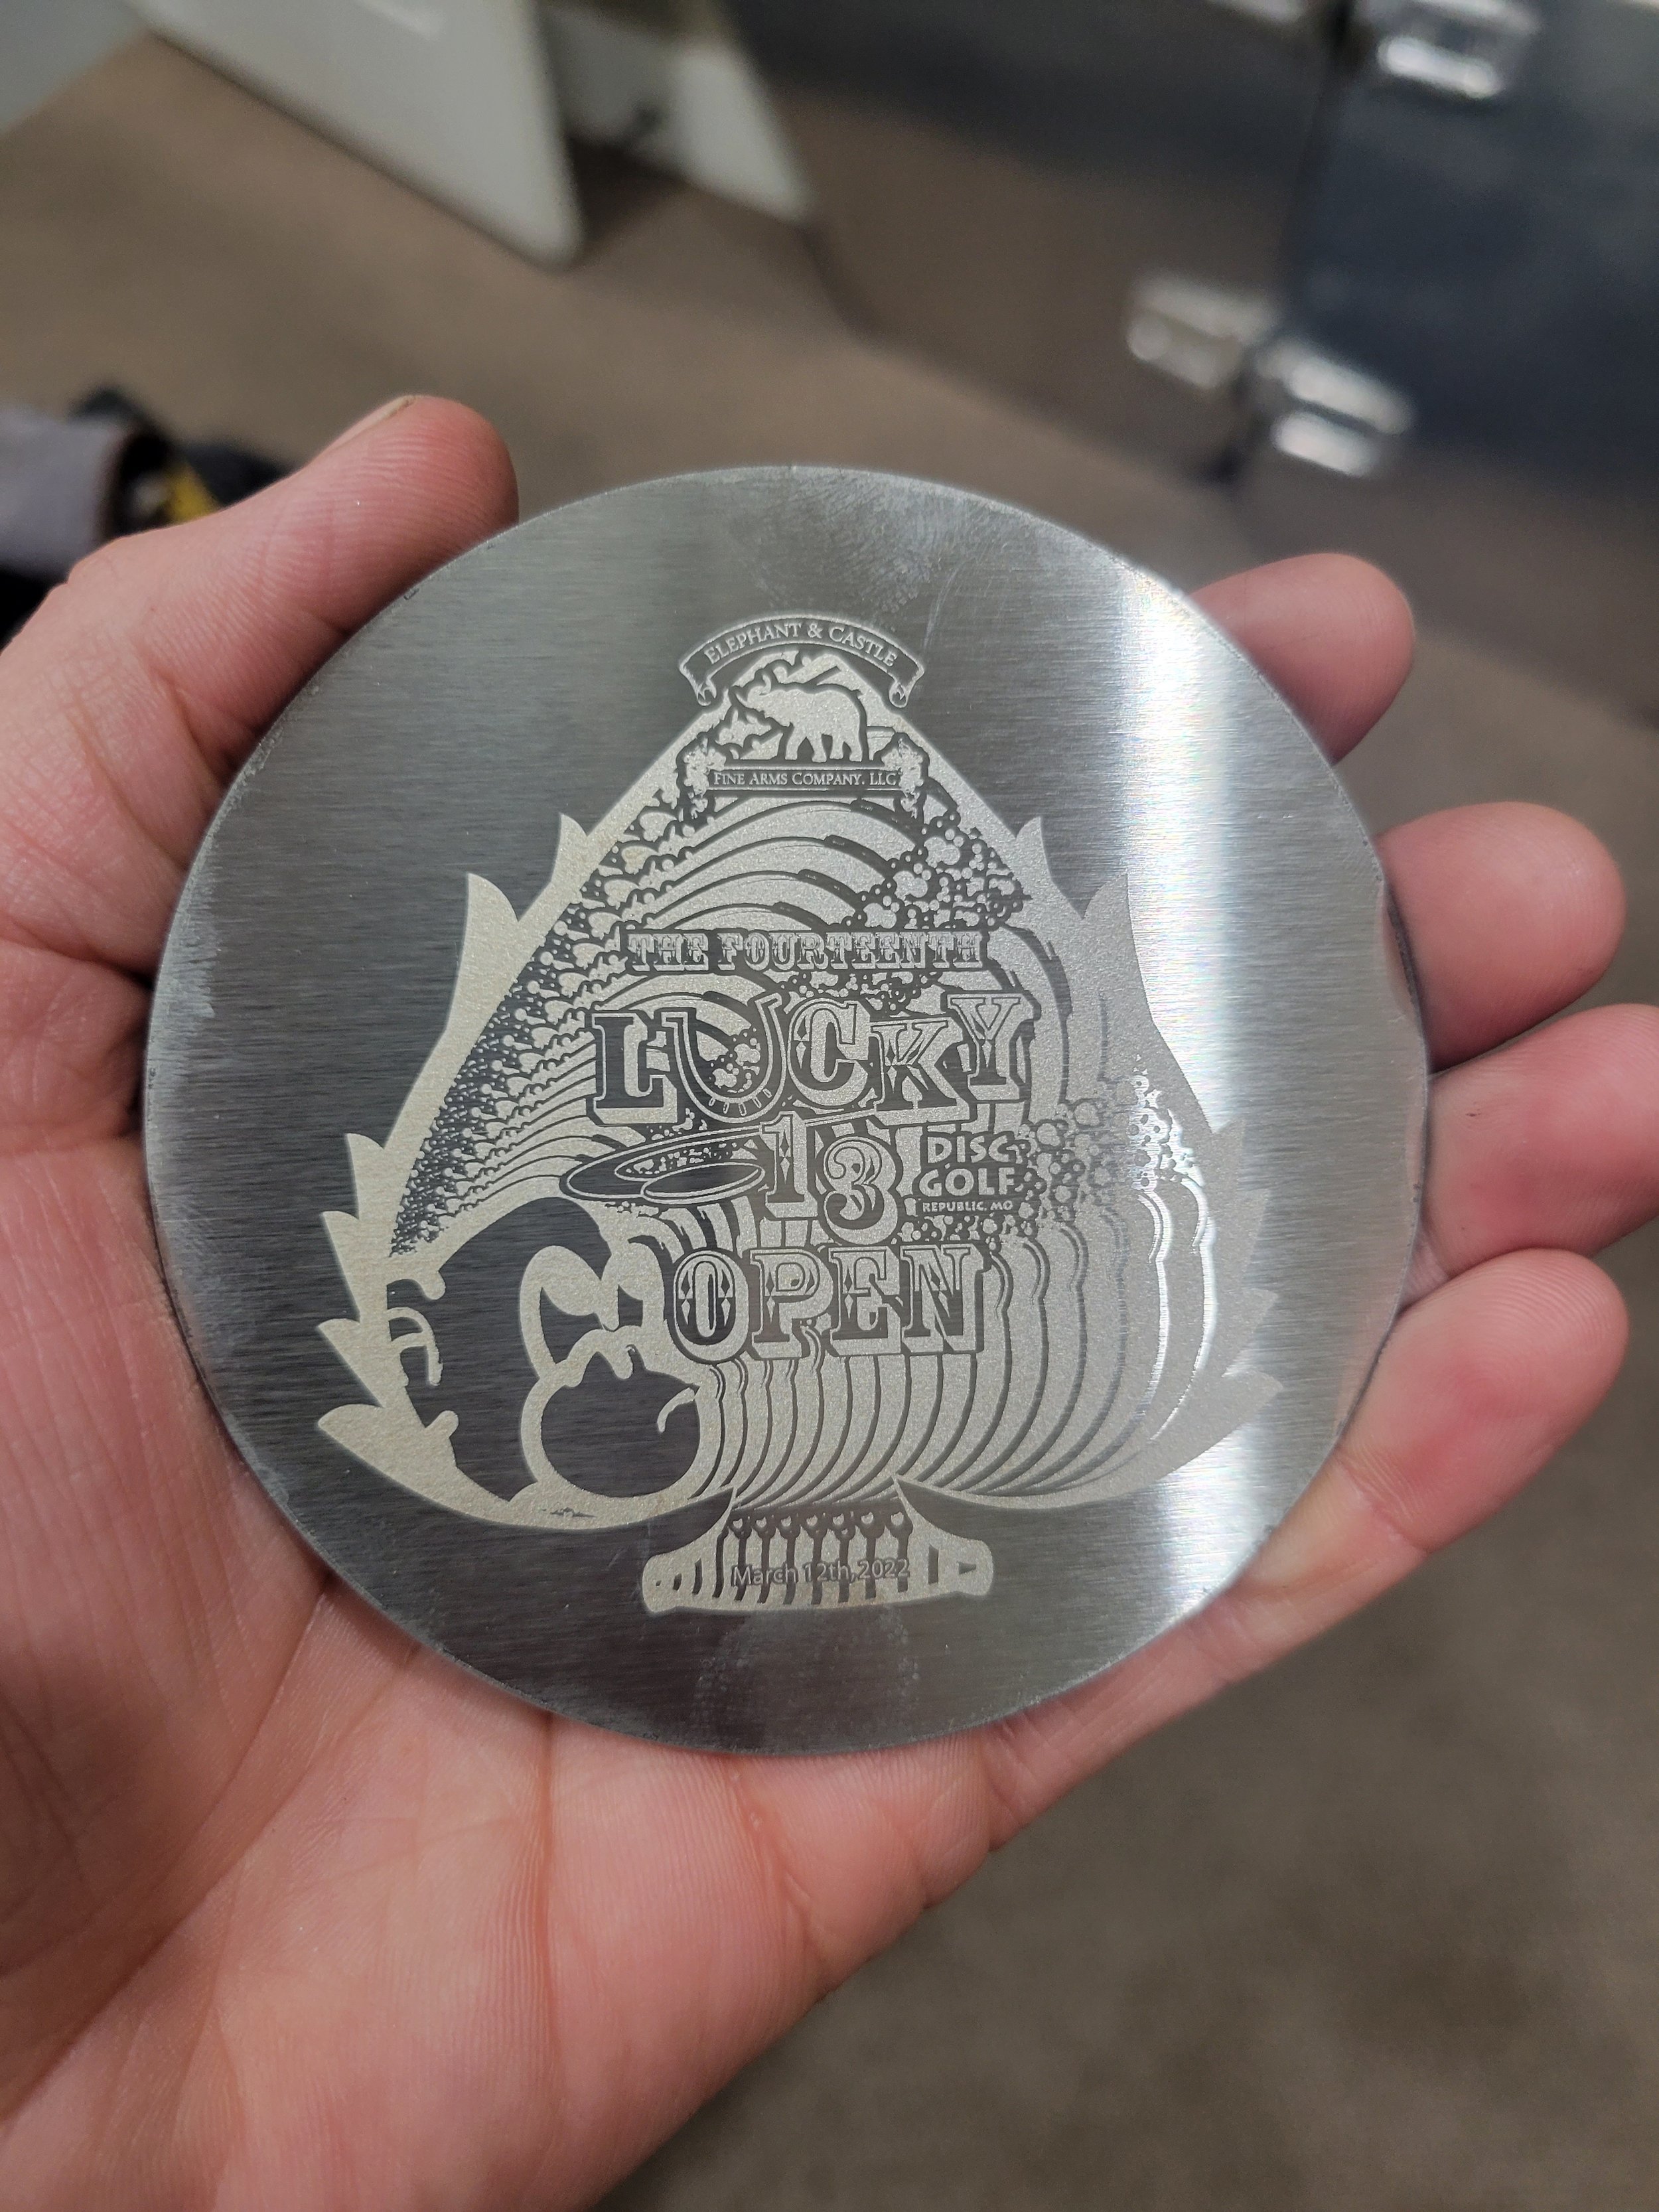 ELEPHANT & CASTLE
FINE ARMS COMPANY, LLC
THE FOURTEENTH
LUCKY
13
DISC
GOLF
REPUBLIC, MO
OPEN
March 12th, 2022